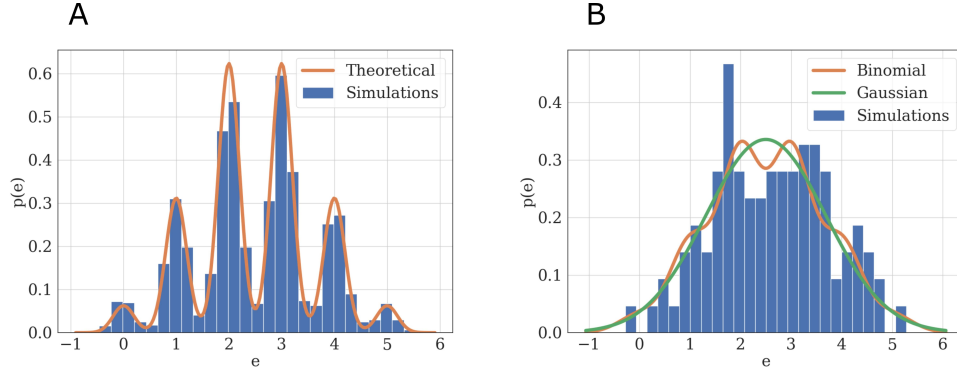 A
B
Theoretical
Simulations
p(e)
0.6
0.5
0.4
0.3
0.2
0.1
0.0
−1 0 1 2 3 4 5 6
e
Binomial
Gaussian
Simulations
p(e)
0.4
0.3
0.2
0.1
0.0
−1 0 1 2 3 4 5 6
e